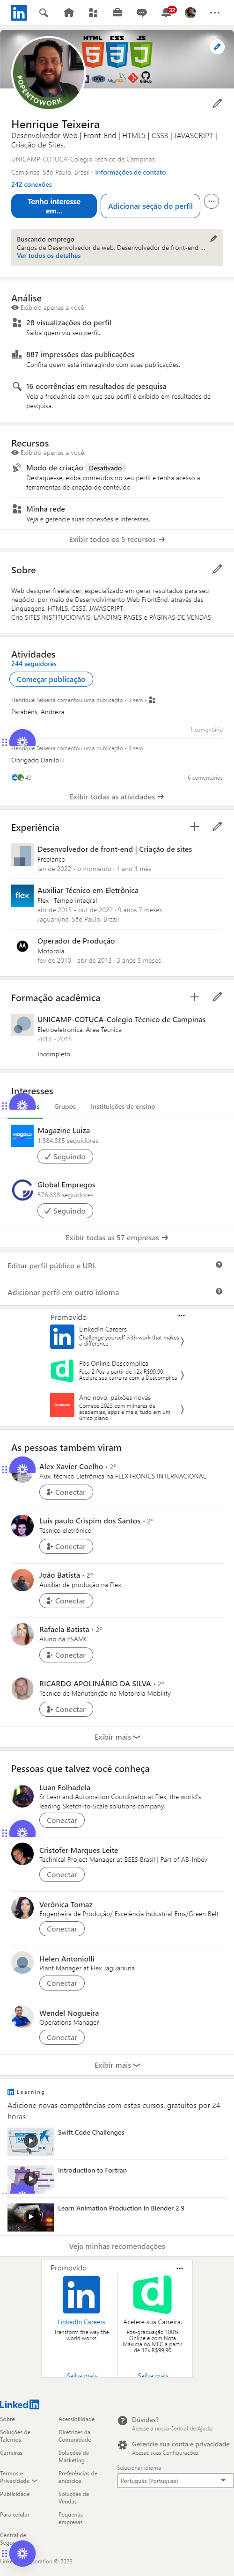 32
HTML CSS JS
5 3
MySQL git
#OPENTOWORK
Henrique Teixeira
Desenvolvedor Web | Front-End | HTML5 | CSS3 | JAVASCRIPT |
Criação de Sites.
UNICAMP-COTUCA-Colégio Técnico de Campinas
Campinas, São Paulo, Brasil · Informações de contato
242 conexões
Tenho interesse
em...
Adicionar seção do perfil
Buscando emprego
Cargos de Desenvolvedor da web, Desenvolvedor de front-end ...
Ver todos os detalhes
Análise
Exibido apenas a você
28 visualizações do perfil
Saiba quem viu seu perfil.
887 impressões das publicações
Confira quem está interagindo com suas publicações.
16 ocorrências em resultados de pesquisa
Veja a frequência com que seu perfil é exibido em resultados de
pesquisa.
Recursos
Exibido apenas a você
Modo de criação Desativado
Destaque-se, exiba conteúdos no seu perfil e tenha acesso a
ferramentas de criação de conteúdo
Minha rede
Veja e gerencie suas conexões e interesses.
Exibir todos os 5 recursos →
Sobre
Web designer freelancer, especializado em gerar resultados para seu
negócio, por meio de Desenvolvimento Web FrontEnd, através das
Linguagens, HTML5, CSS3, JAVASCRIPT.
Crio SITES INSTITUCIONAIS, LANDING PAGES e PÁGINAS DE VENDAS
Atividades
244 seguidores
Começar publicação
Henrique Teixeira comentou uma publicação • 3 sem •
Parabéns, Andreza
1 comentário
Henrique Teixeira comentou uma publicação • 3 sem
Obrigado Danilo!!!
40
6 comentários
Exibir todas as atividades →
Experiência
Desenvolvedor de front-end | Criação de sites
Freelance
jan de 2022 - o momento · 1 ano 1 mês
flex
Auxiliar Técnico em Eletrônica
Flex · Tempo integral
abr de 2013 - out de 2022 · 9 anos 7 meses
Jaguariúna, São Paulo, Brasil
Operador de Produção
Motorola
fev de 2010 - abr de 2013 · 3 anos 3 meses
Formação acadêmica
UNICAMP-COTUCA-Colégio Técnico de Campinas
Eletroeletronica, Área Técnica
2013 - 2015
Incompleto
Interesses
Grupos
Instituições de ensino
Magalu
Magazine Luiza
1.884.885 seguidores
Seguindo
Global Empregos
576.838 seguidores
Seguindo
Exibir todas as 57 empresas →
Editar perfil público e URL
Adicionar perfil em outro idioma
Promovido
LinkedIn Careers
Challenge yourself with work that makes
a difference
Pós Online Descomplica
Faça 2 Pós a partir de 12x R$99,90.
Acelere sua carreira com a Descomplica
Ano novo, paixões novas
Comece 2023 com milhares de
academias, apps e mais, tudo em um
único plano.
As pessoas também viram
Alex Xavier Coelho • 2º
Aux. técnico Eletrônica na FLEXTRONICS INTERNACIONAL
Conectar
Luis paulo Crispim dos Santos • 2º
Técnico eletrônico
Conectar
João Batista • 2º
Auxiliar de produção na Flex
Conectar
Rafaela Batista • 2º
Aluno na ESAMC
Conectar
RICARDO APOLINÁRIO DA SILVA • 2º
Técnico de Manutenção na Motorola Mobility
Conectar
Exibir mais
Pessoas que talvez você conheça
Luan Folhadela
Sr Lean and Automation Coordinator at Flex, the world's
leading Sketch-to-Scale solutions company.
Conectar
Cristofer Marques Leite
Technical Project Manager at BEES Brasil | Part of AB-Inbev
Conectar
Verônica Tomaz
Engenheira de Produção/ Excelência Industrial Ems/Green Belt
Conectar
Helen Antoniolli
Plant Manager at Flex Jaguariuna
Conectar
Wendel Nogueira
Operations Manager
Conectar
Exibir mais
in Learning
Adicione novas competências com estes cursos, gratuitos por 24
horas
Swift Code Challenges
Introduction to Fortran
Learn Animation Production in Blender 2.9
Veja minhas recomendações
Promovido
LinkedIn Careers
Transform the way the
world works
Saiba mais
Acelere sua Carreira.
Pós-graduação 100%
Online e com Nota
Máxima no MEC a partir
de 12x R$99,90
Saiba mais
LinkedIn
Sobre
Acessibilidade
Soluções de
Talentos
Diretrizes da
Comunidade
Carreiras
Soluções de
Marketing
Termos e
Privacidade
Preferências de
anúncios
Publicidade
Soluções de
Vendas
Para celular
Pequenas
empresas
Central de
Dúvidas?
Acesse a nossa Central de Ajuda.
Gerencie sua conta e privacidade
Acesse suas Configurações.
Selecionar idioma
Português (Português)
© 2023